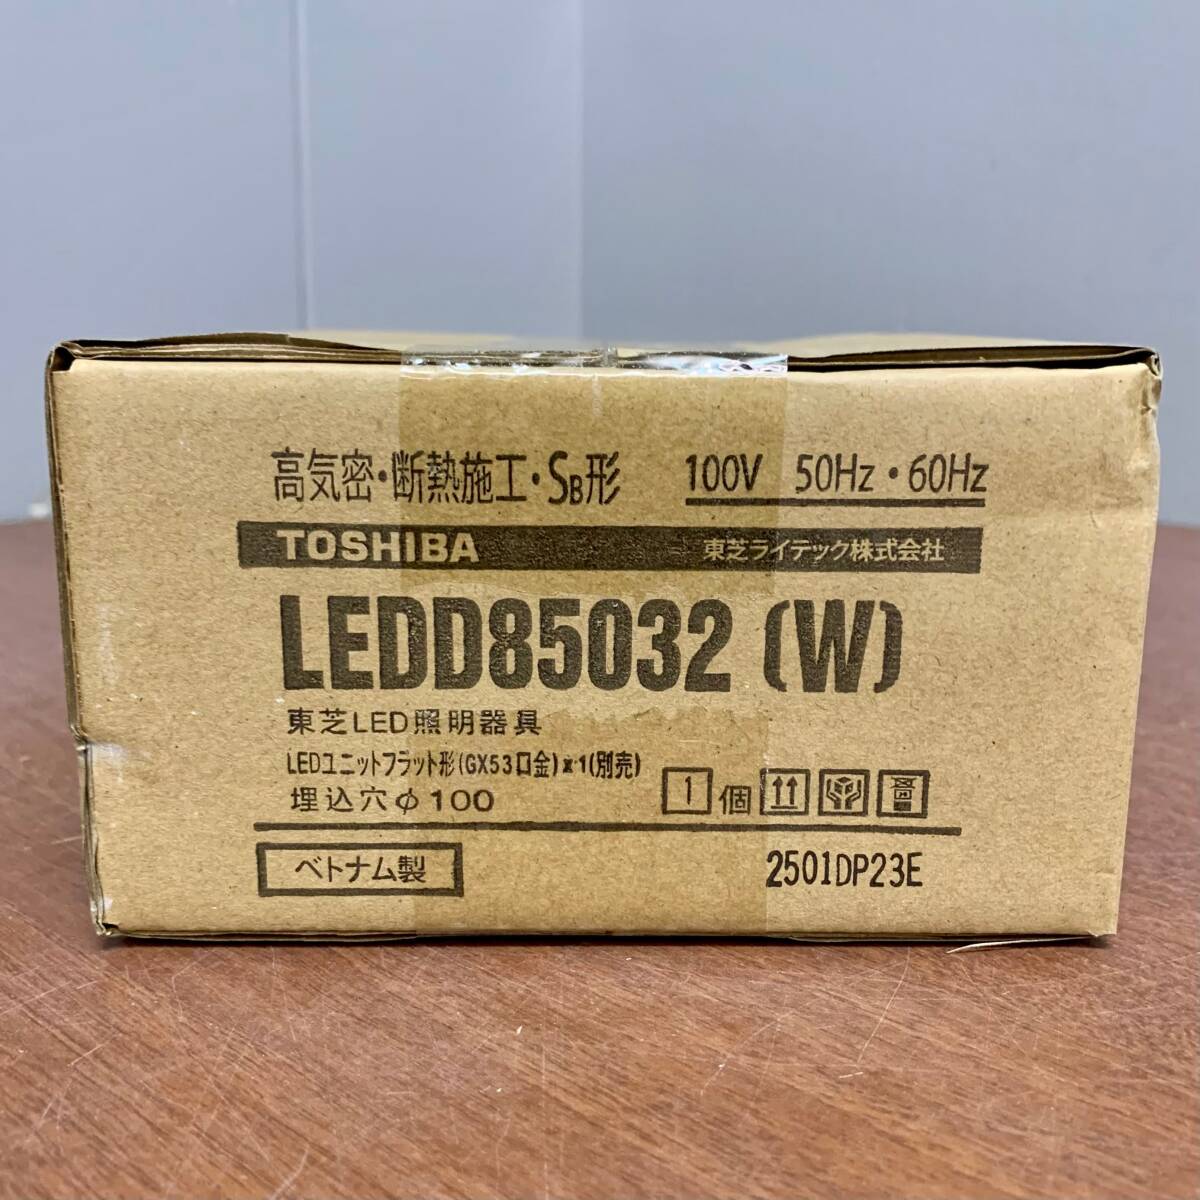 高気密・断熱施工・SB形 100V 50Hz・60Hz
TOSHIBA 東芝ライテック株式会社
LEDD85032(W)
東芝LED照明器具
LEDユニットフラット形(GX53口金)×1(別売)
埋込穴φ100 1個
ベトナム製 2501DP23E